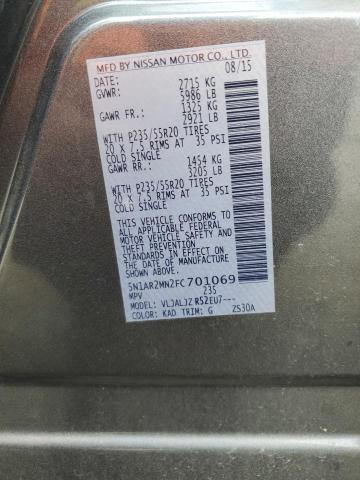 MFD BY NISSAN MOTOR CO., LTD.
DATE: 08/15
GVWR: 2715 KG
5986 LB
GAWR FR: 1325 KG
2921 LB
WITH P235/55R20 TIRES
20 X 7.5 RIMS AT 35 PSI
COLD SINGLE
GAWR RR.: 1454 KG
3205 LB
WITH P235/55R20 TIRES
20 X 7.5 RIMS AT 35 PSI
COLD SINGLE
THIS VEHICLE CONFORMS TO
ALL APPLICABLE FEDERAL
MOTOR VEHICLE SAFETY AND
THEFT PREVENTION
STANDARDS IN EFFECT ON
THE DATE OF MANUFACTURE
SHOWN ABOVE.
5N1AR2MN2FC701069
MPV 235
VLJALJZ R52EU7---
COLOR: KAD TRIM: G ZS30A